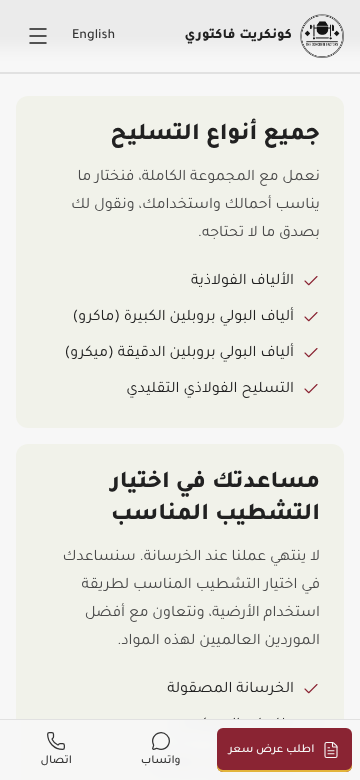 كونكريت فاكتوري
English
جميع أنواع التسليح
نعمل مع المجموعة الكاملة، فنختار ما
يناسب أحمالك واستخدامك، ونقول لك
بصدق ما لا تحتاجه.
الألياف الفولاذية
ألياف البولي بروبلين الكبيرة (ماكرو)
ألياف البولي بروبلين الدقيقة (ميكرو)
التسليح الفولاذي التقليدي
مساعدتك في اختيار
التشطيب المناسب
لا ينتهي عملنا عند الخرسانة. سنساعدك
في اختيار التشطيب المناسب لطريقة
استخدام الأرضية، ونتعاون مع أفضل
الموردين العالميين لهذه المواد.
الخرسانة المصقولة
اطلب عرض سعر
واتساب
اتصال